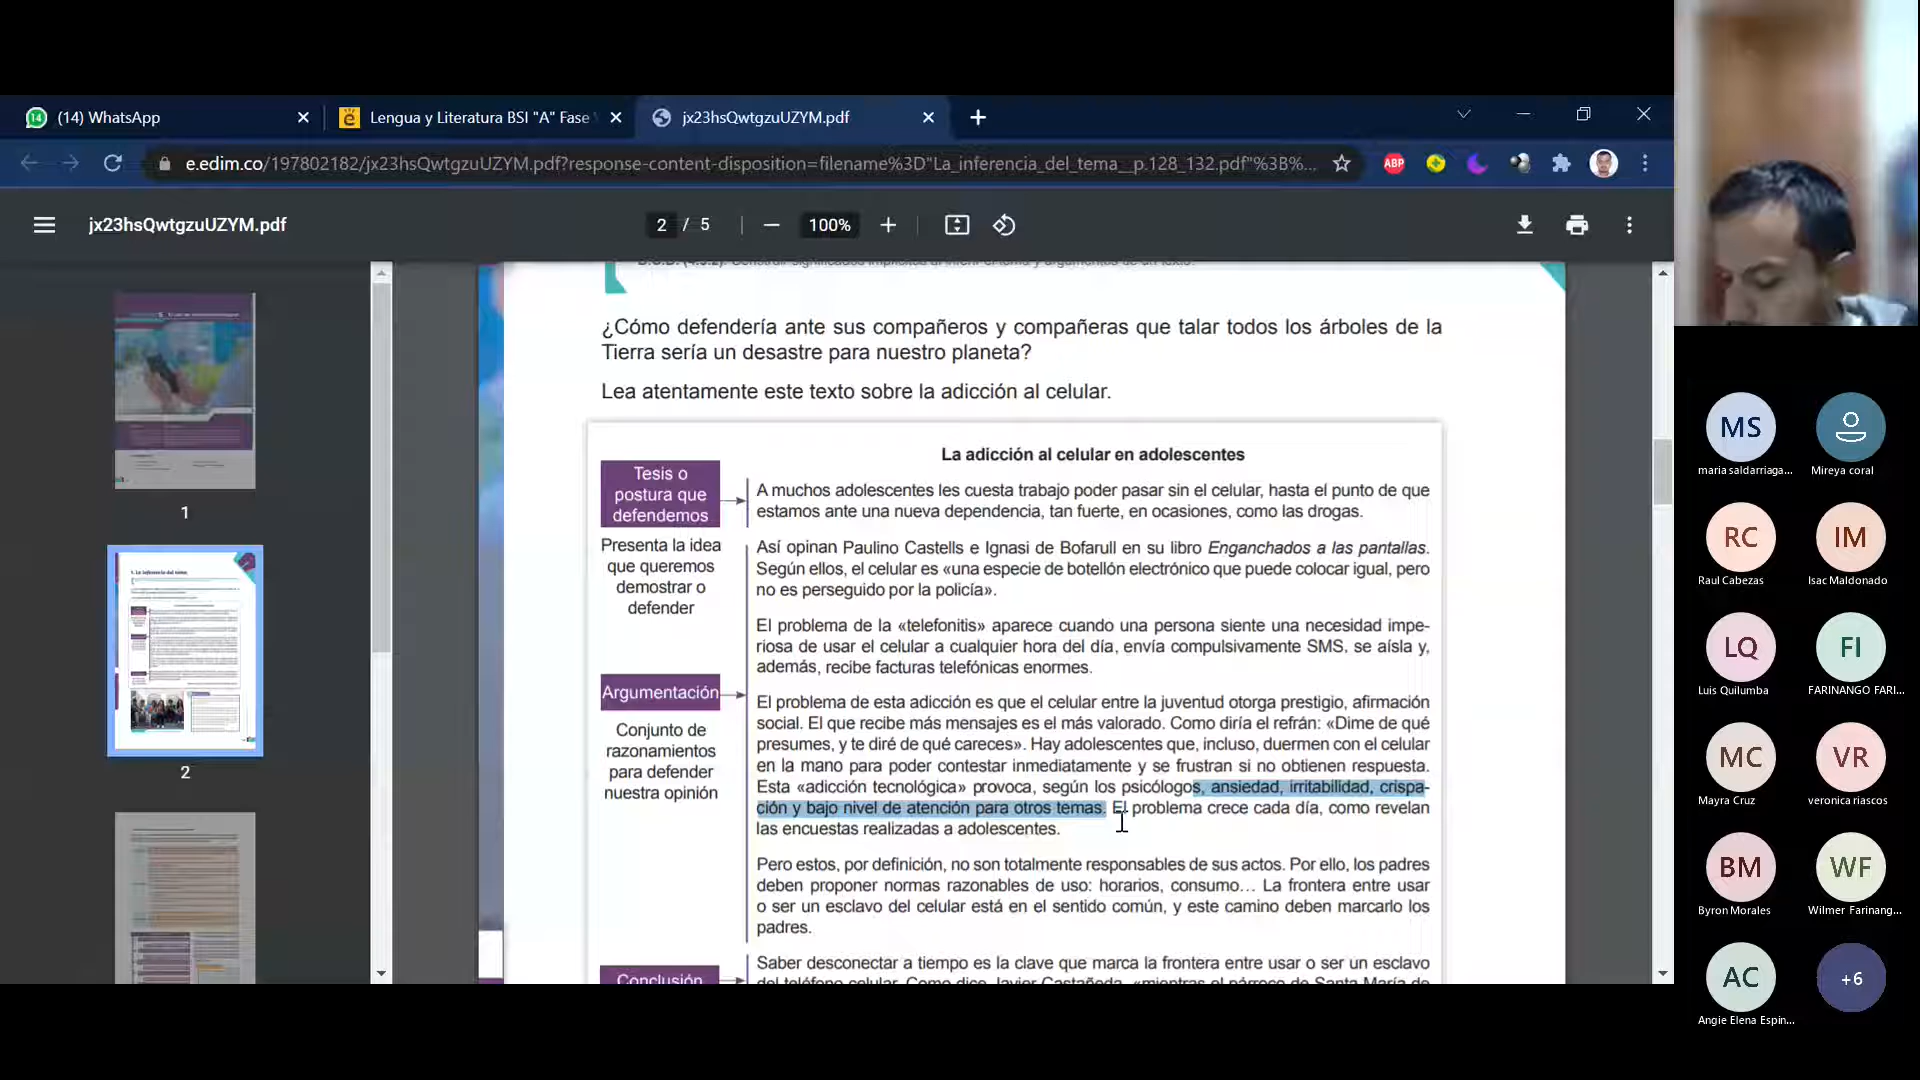 (14) WhatsApp
Lengua y Literatura BSI "A" Fase
jx23hsQwtgzuUZYM.pdf
e.edim.co/197802182/jx23hsQwtgzuUZYM.pdf?response-content-disposition=filename%3D"La_inferencia_del_tema__p.128_132.pdf"%3B%...
ABP
jx23hsQwtgzuUZYM.pdf
2 / 5
100%
1
2
¿Cómo defendería ante sus compañeros y compañeras que talar todos los árboles de la
Tierra sería un desastre para nuestro planeta?
Lea atentamente este texto sobre la adicción al celular.
La adicción al celular en adolescentes
Tesis o
postura que
defendemos
Presenta la idea
que queremos
demostrar o
defender
A muchos adolescentes les cuesta trabajo poder pasar sin el celular, hasta el punto de que
estamos ante una nueva dependencia, tan fuerte, en ocasiones, como las drogas.
Así opinan Paulino Castells e Ignasi de Bofarull en su libro Enganchados a las pantallas.
Según ellos, el celular es «una especie de botellón electrónico que puede colocar igual, pero
no es perseguido por la policía».
El problema de la «telefonitis» aparece cuando una persona siente una necesidad impe-
riosa de usar el celular a cualquier hora del día, envía compulsivamente SMS, se aísla y,
además, recibe facturas telefónicas enormes.
Argumentación
Conjunto de
razonamientos
para defender
nuestra opinión
El problema de esta adicción es que el celular entre la juventud otorga prestigio, afirmación
social. El que recibe más mensajes es el más valorado. Como diría el refrán: «Dime de qué
presumes, y te diré de qué careces». Hay adolescentes que, incluso, duermen con el celular
en la mano para poder contestar inmediatamente y se frustran si no obtienen respuesta.
Esta «adicción tecnológica» provoca, según los psicólogos, ansiedad, irritabilidad, crispa-
ción y bajo nivel de atención para otros temas. El problema crece cada día, como revelan
las encuestas realizadas a adolescentes.
Pero estos, por definición, no son totalmente responsables de sus actos. Por ello, los padres
deben proponer normas razonables de uso: horarios, consumo… La frontera entre usar
o ser un esclavo del celular está en el sentido común, y este camino deben marcarlo los
padres.
Conclusión
Saber desconectar a tiempo es la clave que marca la frontera entre usar o ser un esclavo
del teléfono celular. Como dice Javier Castañeda, «mientras el párroco de Santa María de
MS
maria saldarriaga...
Mireya coral
RC
Raul Cabezas
IM
Isac Maldonado
LQ
Luis Quilumba
FI
FARINANGO FARI...
MC
Mayra Cruz
VR
veronica riascos
BM
Byron Morales
WF
Wilmer Farinang...
AC
Angie Elena Espin...
+6